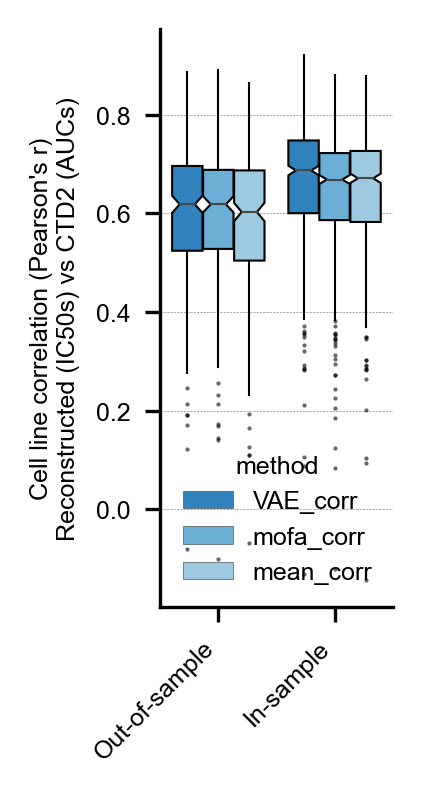 Cell line correlation (Pearson's r)
Reconstructed (IC50s) vs CTD2 (AUCs)
0.8
0.6
0.4
0.2
0.0
method
VAE_corr
mofa_corr
mean_corr
Out-of-sample
In-sample